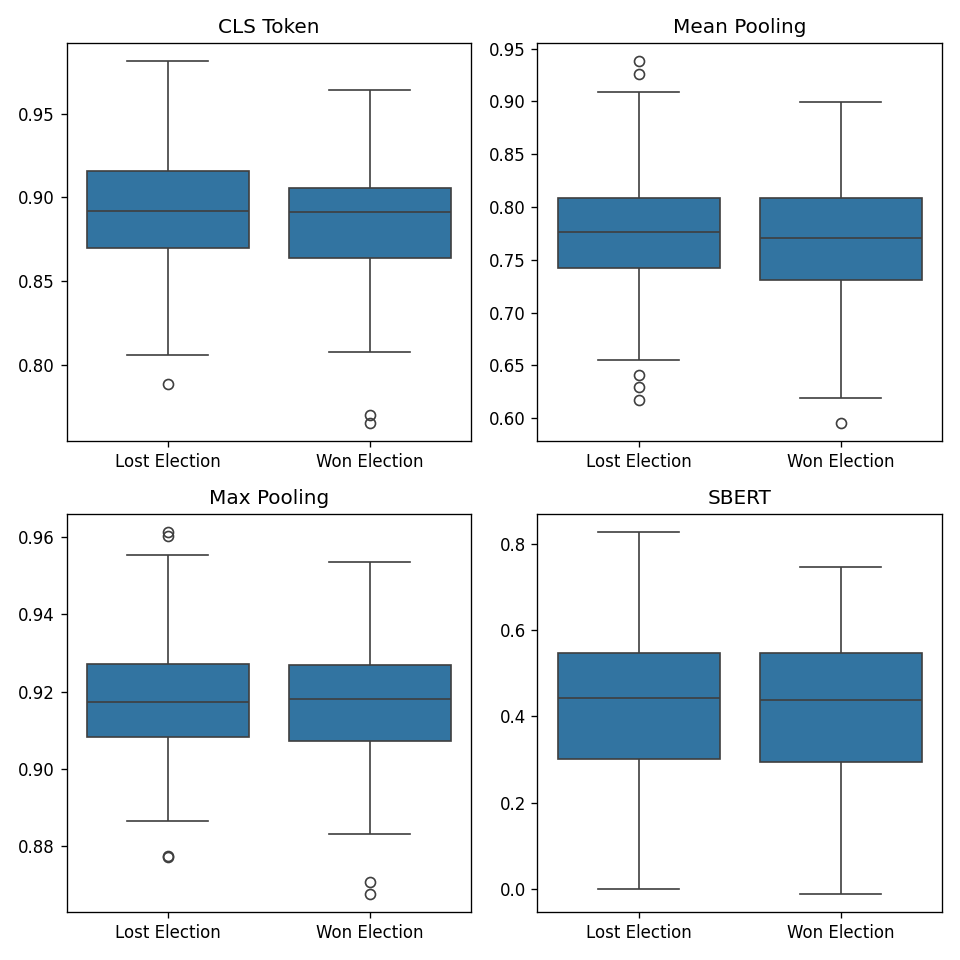 CLS Token
0.95
0.90
0.85
0.80
Lost Election
Won Election
Mean Pooling
0.95
0.90
0.85
0.80
0.75
0.70
0.65
0.60
Lost Election
Won Election
Max Pooling
0.96
0.94
0.92
0.90
0.88
Lost Election
Won Election
SBERT
0.8
0.6
0.4
0.2
0.0
Lost Election
Won Election